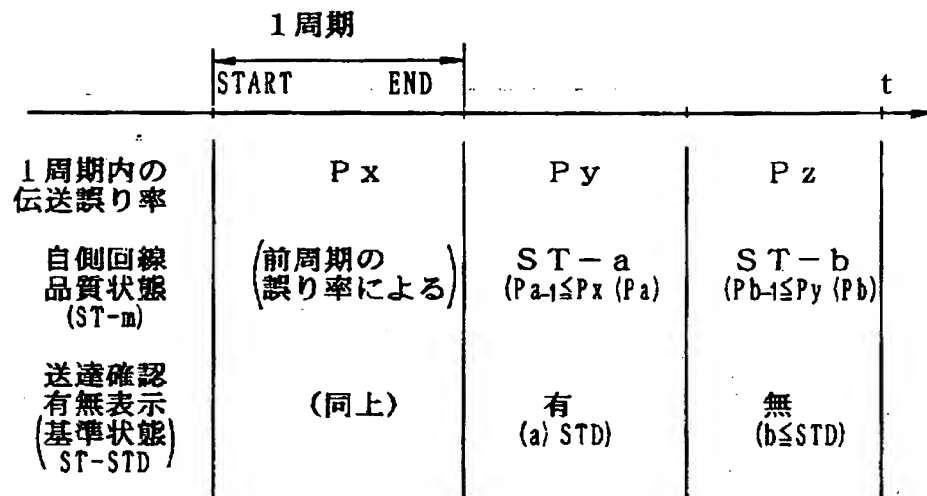 1周期
START END t
1周期内の
伝送誤り率
Px Py Pz
自側回線
品質状態
(ST-m)
(前周期の
誤り率による)
ST-a
(Pa-1≦Px〈Pa)
ST-b
(Pb-1≦Py〈Pb)
送達確認
有無表示
(基準状態)
ST-STD
(同上)
有
(a〉STD)
無
(b≦STD)